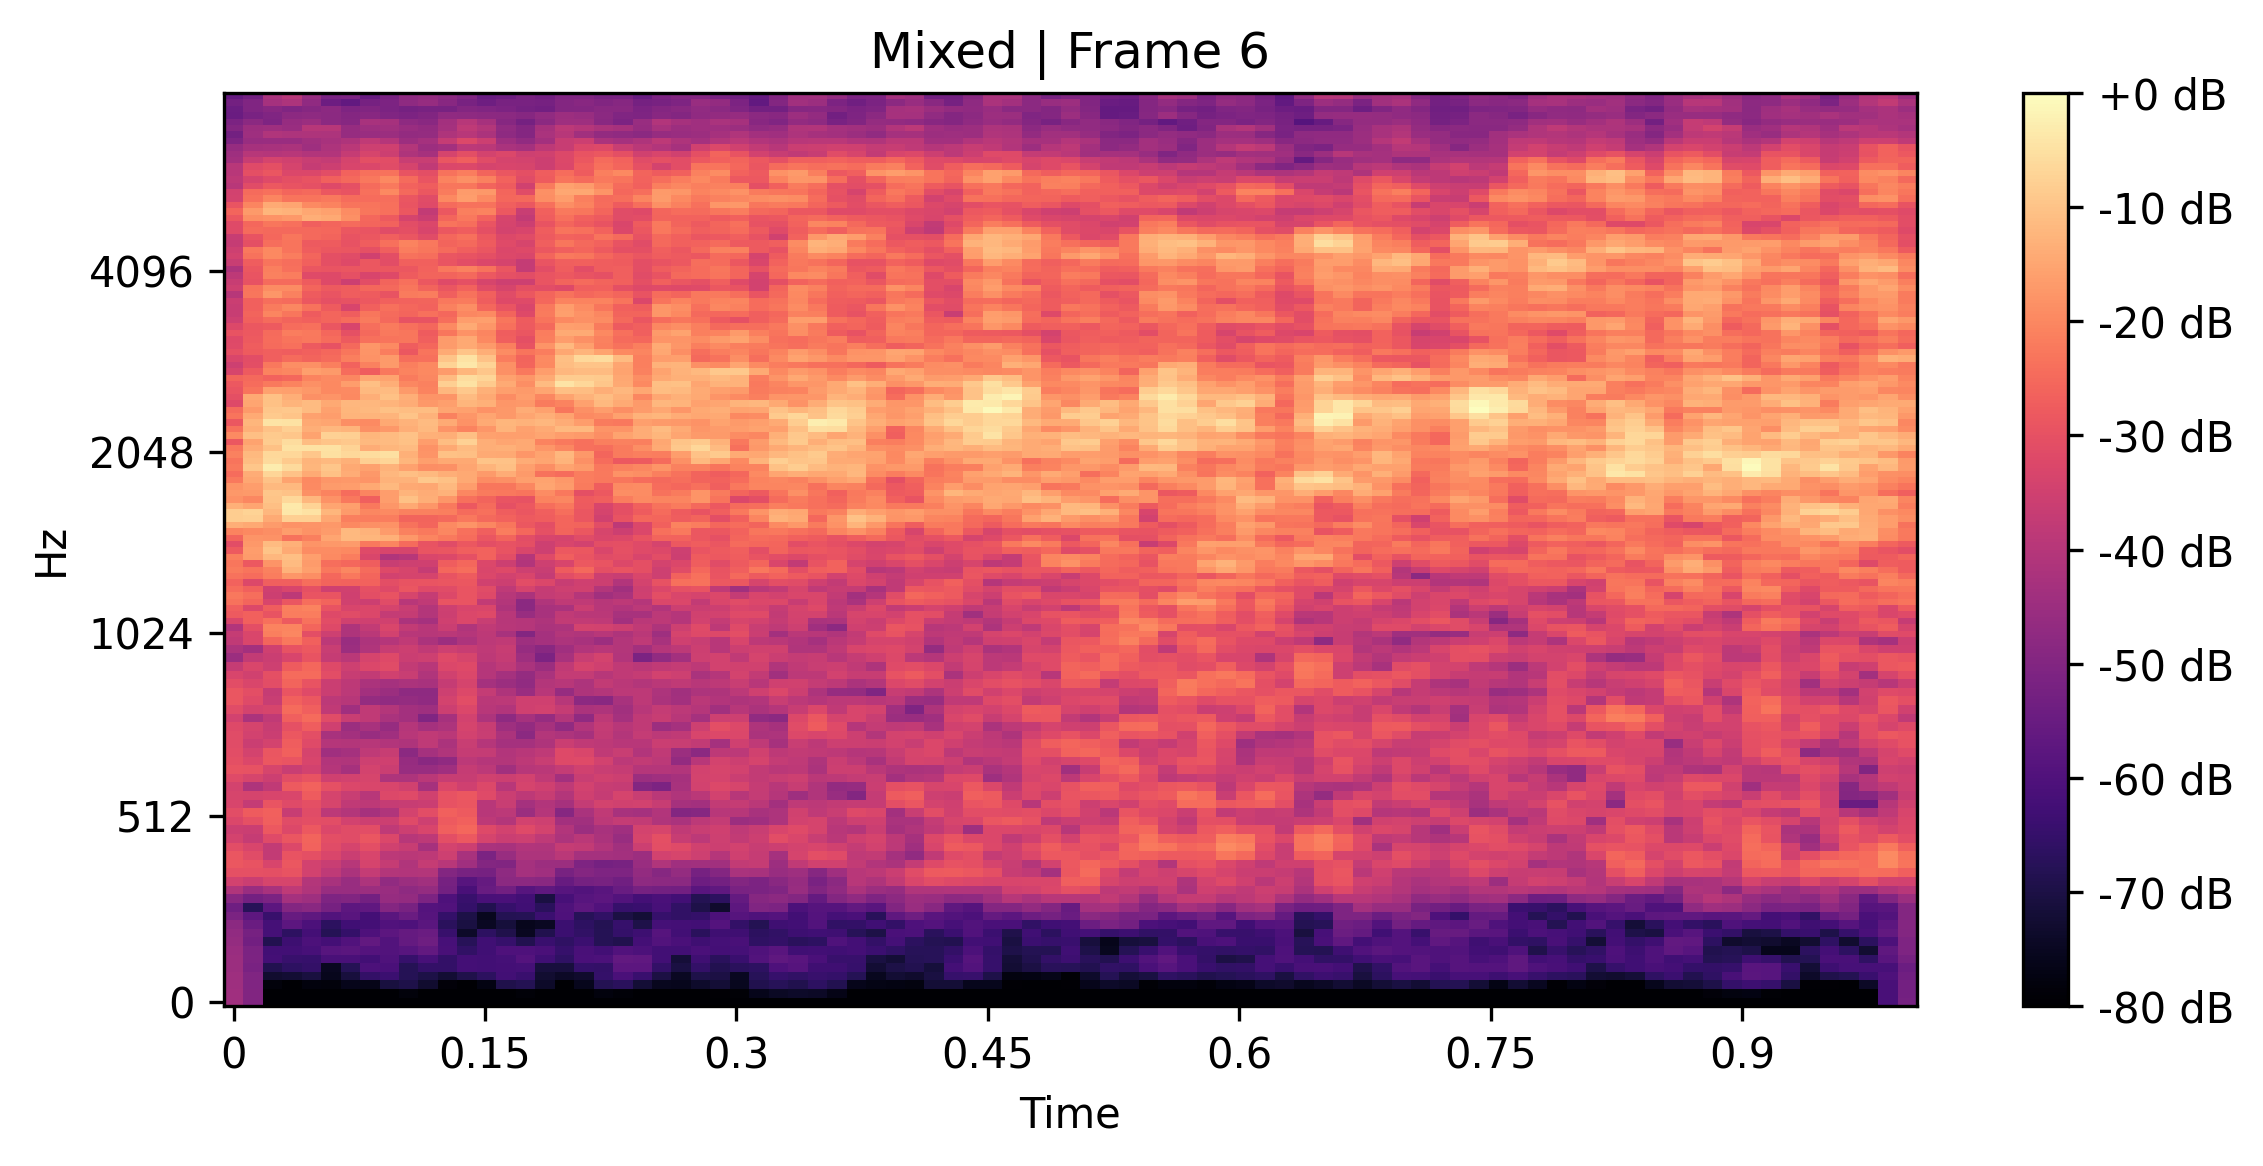 Mixed | Frame 6
Hz
4096
2048
1024
512
0
0 0.15 0.3 0.45 0.6 0.75 0.9
Time
+0 dB
-10 dB
-20 dB
-30 dB
-40 dB
-50 dB
-60 dB
-70 dB
-80 dB